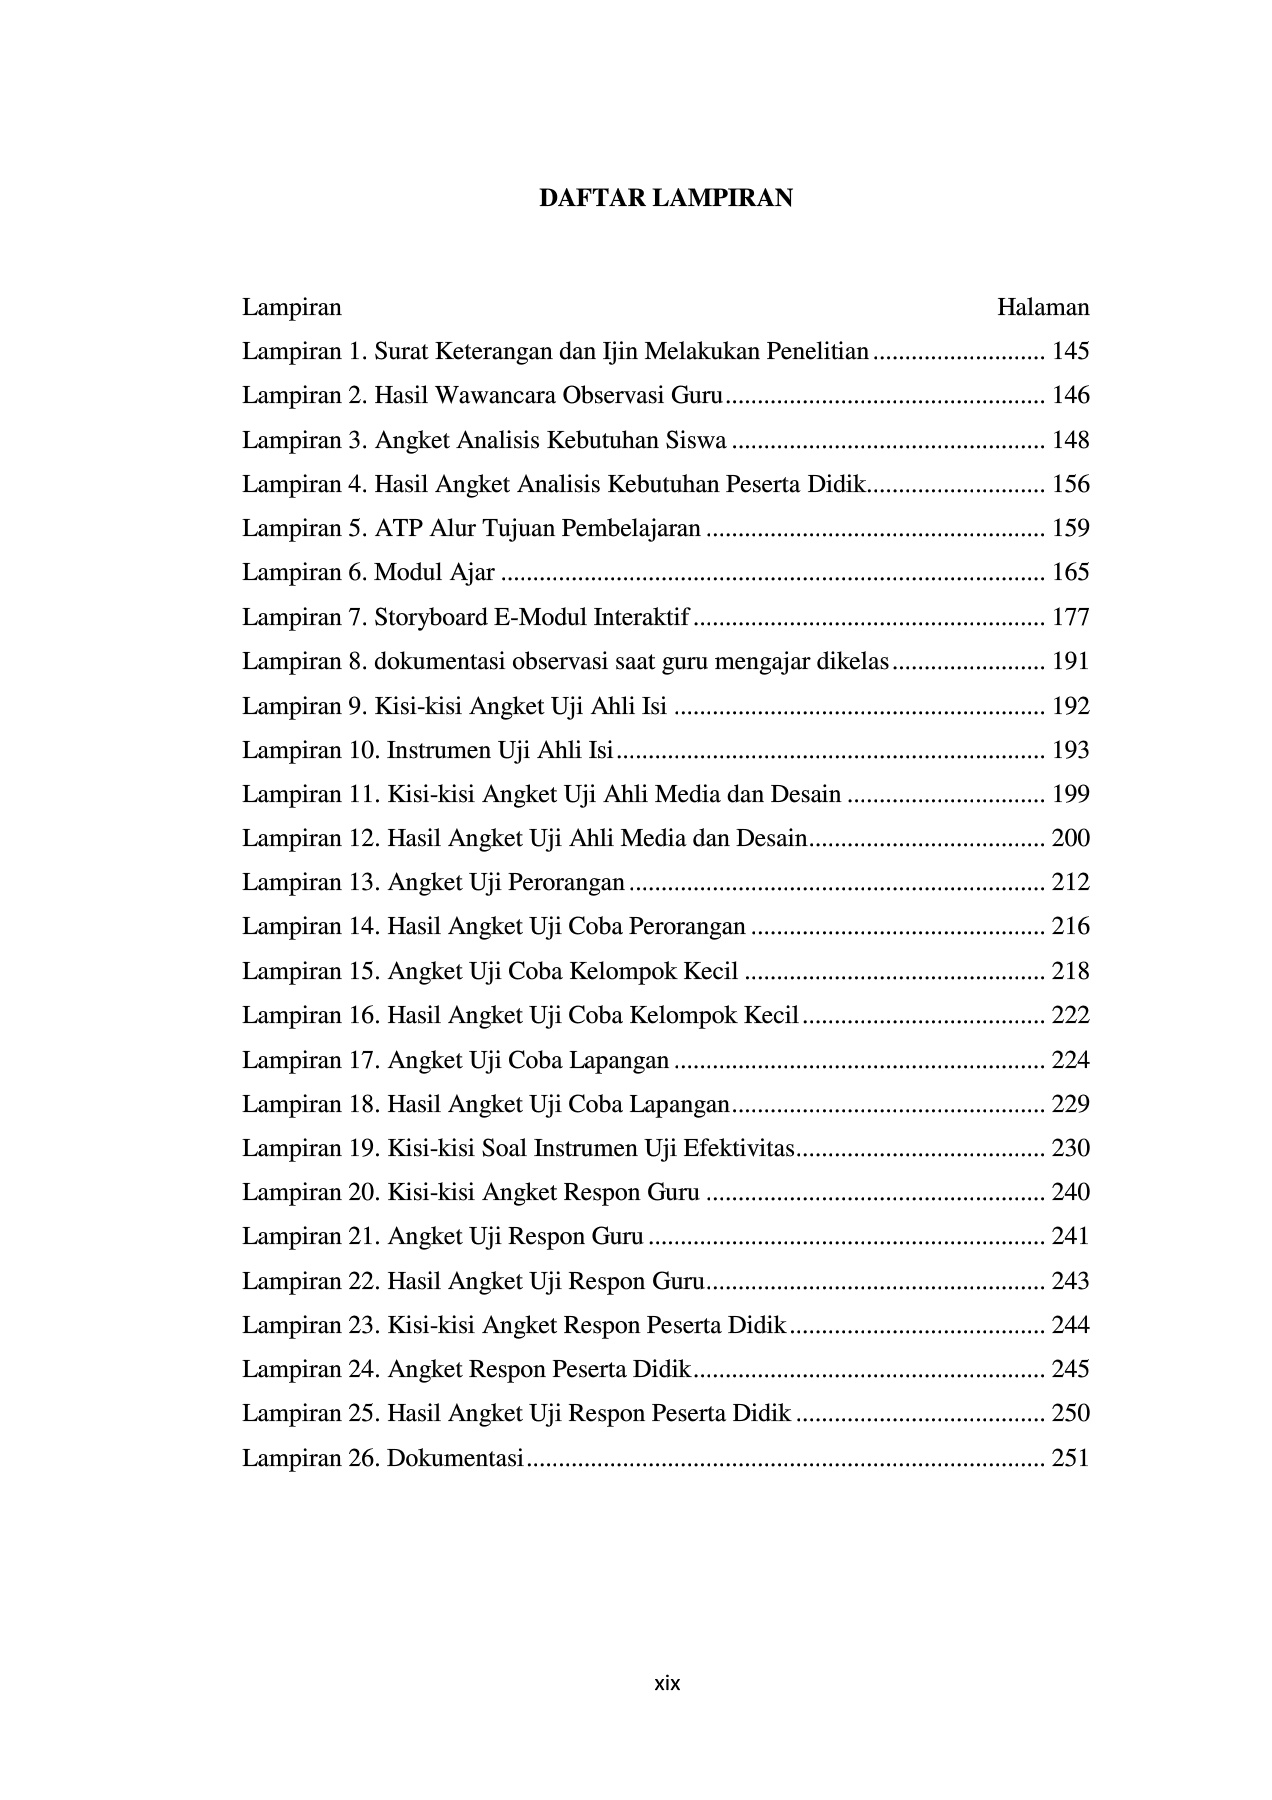 DAFTAR LAMPIRAN
Lampiran Halaman
Lampiran 1. Surat Keterangan dan Ijin Melakukan Penelitian ........................... 145
Lampiran 2. Hasil Wawancara Observasi Guru.................................................. 146
Lampiran 3. Angket Analisis Kebutuhan Siswa ................................................. 148
Lampiran 4. Hasil Angket Analisis Kebutuhan Peserta Didik............................ 156
Lampiran 5. ATP Alur Tujuan Pembelajaran ..................................................... 159
Lampiran 6. Modul Ajar ..................................................................................... 165
Lampiran 7. Storyboard E-Modul Interaktif ....................................................... 177
Lampiran 8. dokumentasi observasi saat guru mengajar dikelas ........................ 191
Lampiran 9. Kisi-kisi Angket Uji Ahli Isi .......................................................... 192
Lampiran 10. Instrumen Uji Ahli Isi ................................................................... 193
Lampiran 11. Kisi-kisi Angket Uji Ahli Media dan Desain ............................... 199
Lampiran 12. Hasil Angket Uji Ahli Media dan Desain..................................... 200
Lampiran 13. Angket Uji Perorangan ................................................................. 212
Lampiran 14. Hasil Angket Uji Coba Perorangan .............................................. 216
Lampiran 15. Angket Uji Coba Kelompok Kecil ............................................... 218
Lampiran 16. Hasil Angket Uji Coba Kelompok Kecil ...................................... 222
Lampiran 17. Angket Uji Coba Lapangan .......................................................... 224
Lampiran 18. Hasil Angket Uji Coba Lapangan................................................. 229
Lampiran 19. Kisi-kisi Soal Instrumen Uji Efektivitas....................................... 230
Lampiran 20. Kisi-kisi Angket Respon Guru ..................................................... 240
Lampiran 21. Angket Uji Respon Guru .............................................................. 241
Lampiran 22. Hasil Angket Uji Respon Guru..................................................... 243
Lampiran 23. Kisi-kisi Angket Respon Peserta Didik ........................................ 244
Lampiran 24. Angket Respon Peserta Didik....................................................... 245
Lampiran 25. Hasil Angket Uji Respon Peserta Didik ....................................... 250
Lampiran 26. Dokumentasi ................................................................................. 251
xix